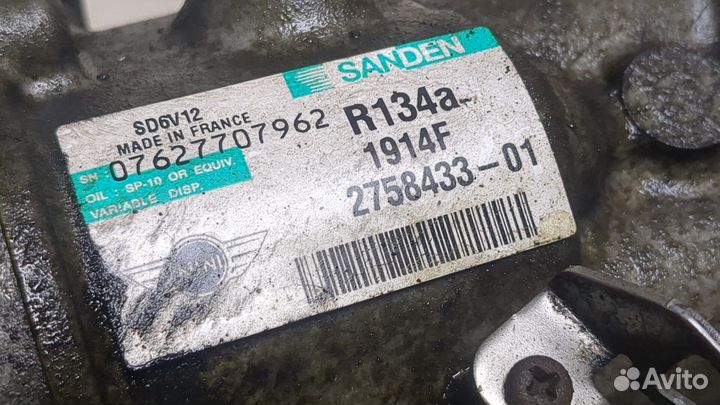 SANDEN
SD6V12
MADE IN FRANCE
SN : 07627707962
OIL : SP-10 OR EQUIV.
VARIABLE DISP.
R134a
1914F
2758433-01
MINI
Avito